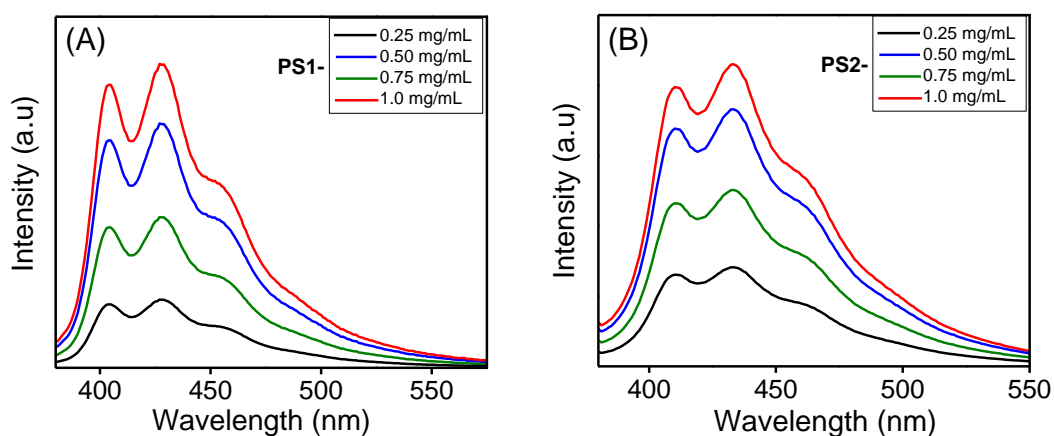 (A)
PS1-
0.25 mg/mL
0.50 mg/mL
0.75 mg/mL
1.0 mg/mL
Intensity (a.u)
400 450 500 550
Wavelength (nm)
(B)
PS2-
0.25 mg/mL
0.50 mg/mL
0.75 mg/mL
1.0 mg/mL
Intensity (a.u)
400 450 500 550
Wavelength (nm)